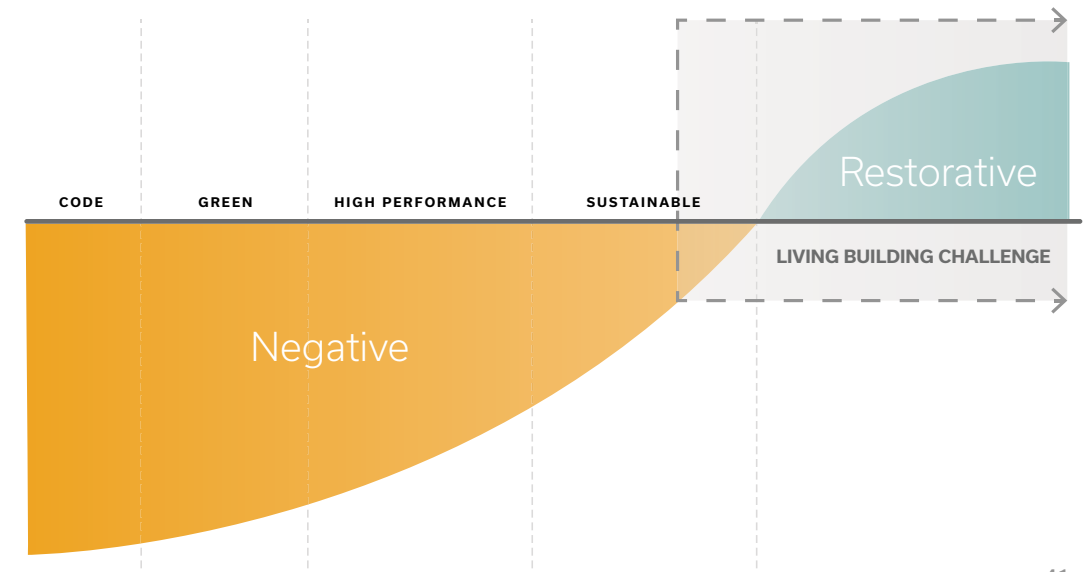 CODE
GREEN
HIGH PERFORMANCE
SUSTAINABLE
Restorative
LIVING BUILDING CHALLENGE
Negative